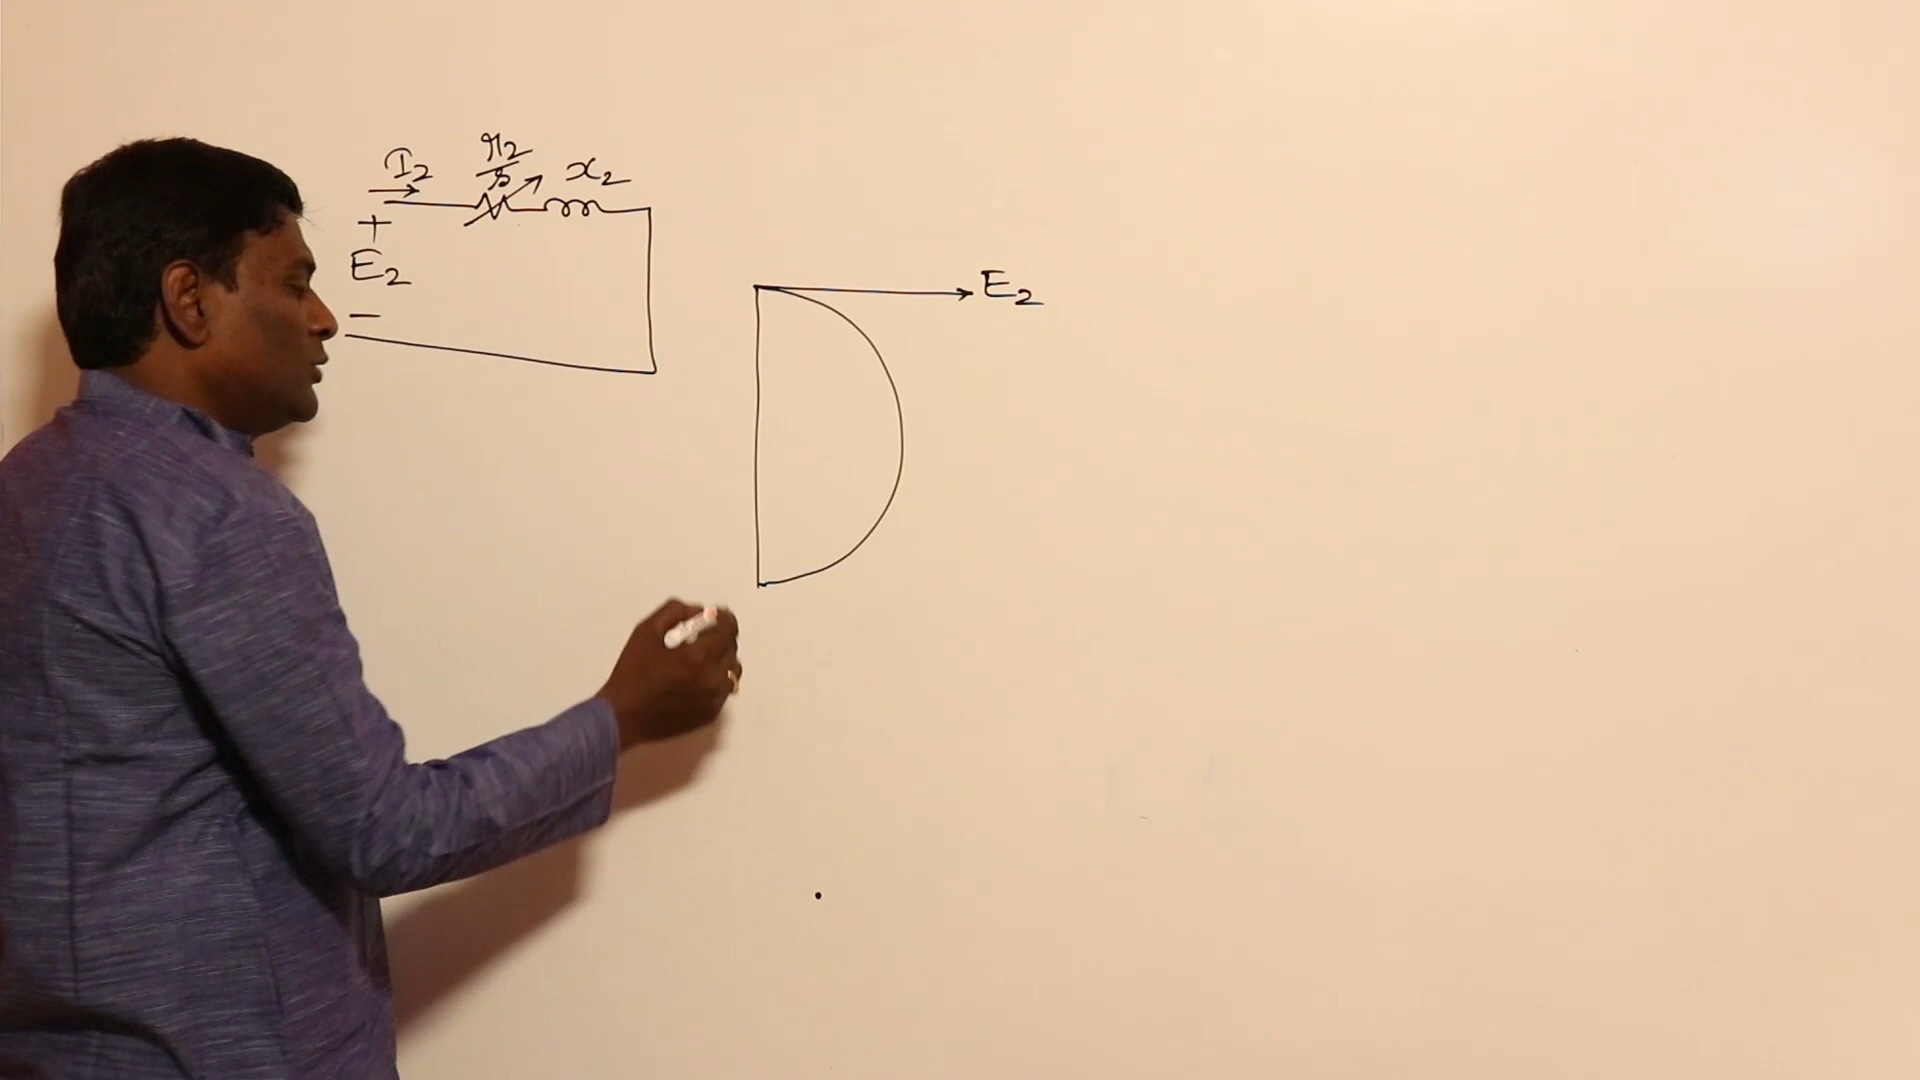 I₂
r₂/s
x₂
+
E₂
−
E₂